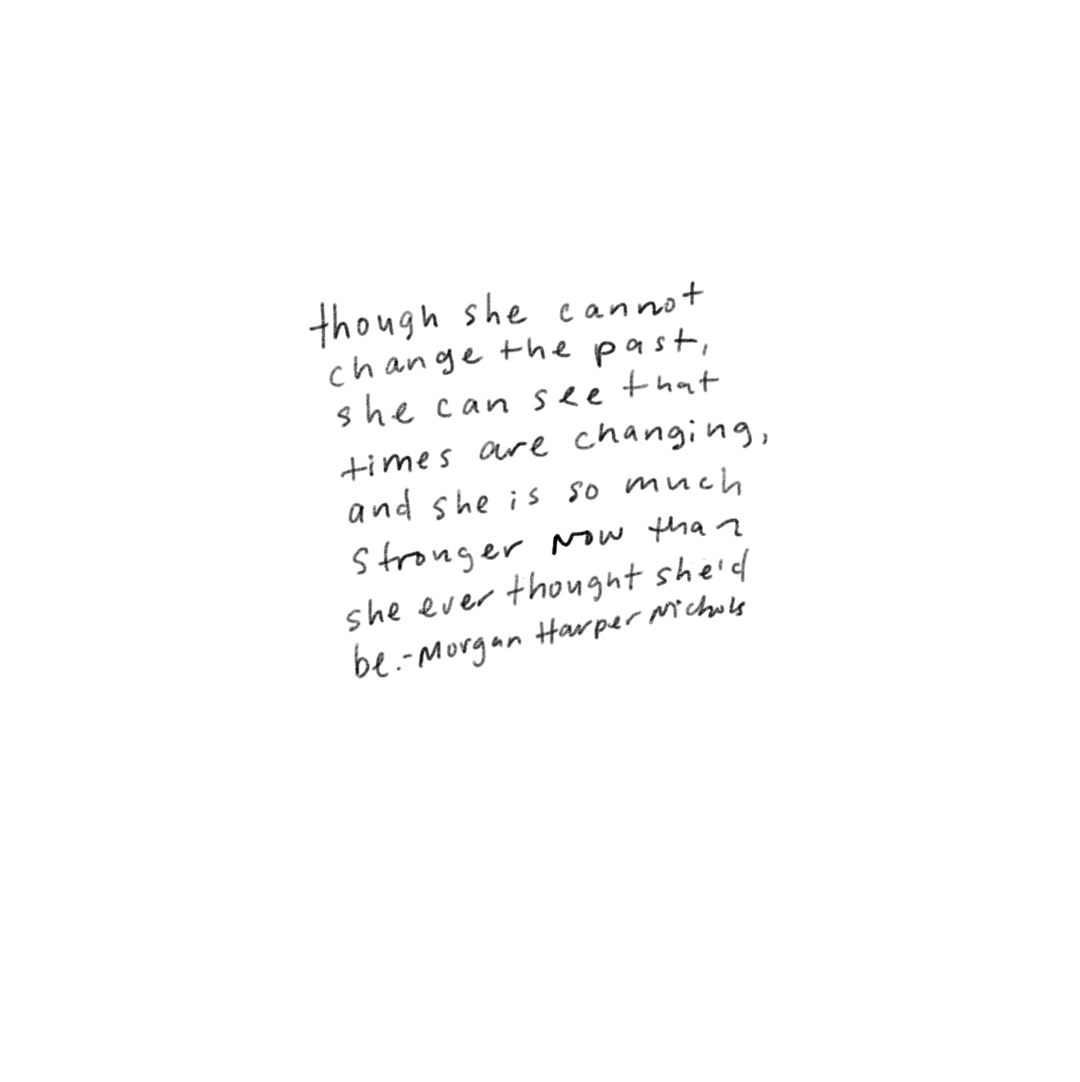 though she cannot
change the past,
she can see that
times are changing,
and she is so much
stronger now than
she ever thought she'd
be.-Morgan Harper Nichols